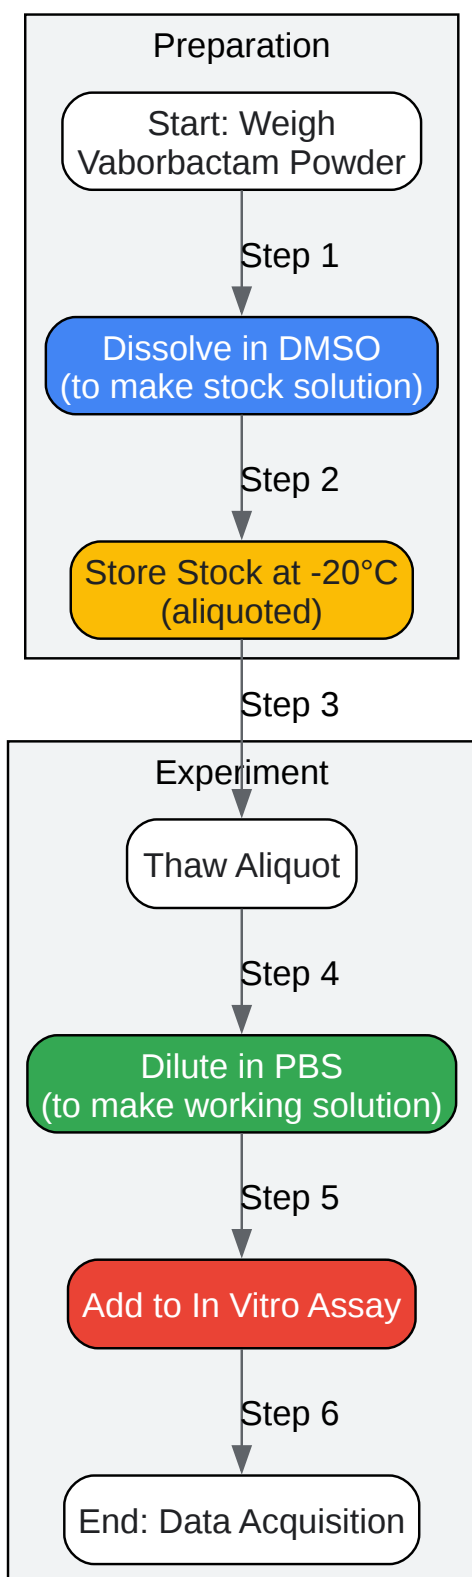 Preparation
Start: Weigh
Vaborbactam Powder
Step 1
Dissolve in DMSO
(to make stock solution)
Step 2
Store Stock at -20°C
(aliquoted)
Step 3
Experiment
Thaw Aliquot
Step 4
Dilute in PBS
(to make working solution)
Step 5
Add to In Vitro Assay
Step 6
End: Data Acquisition